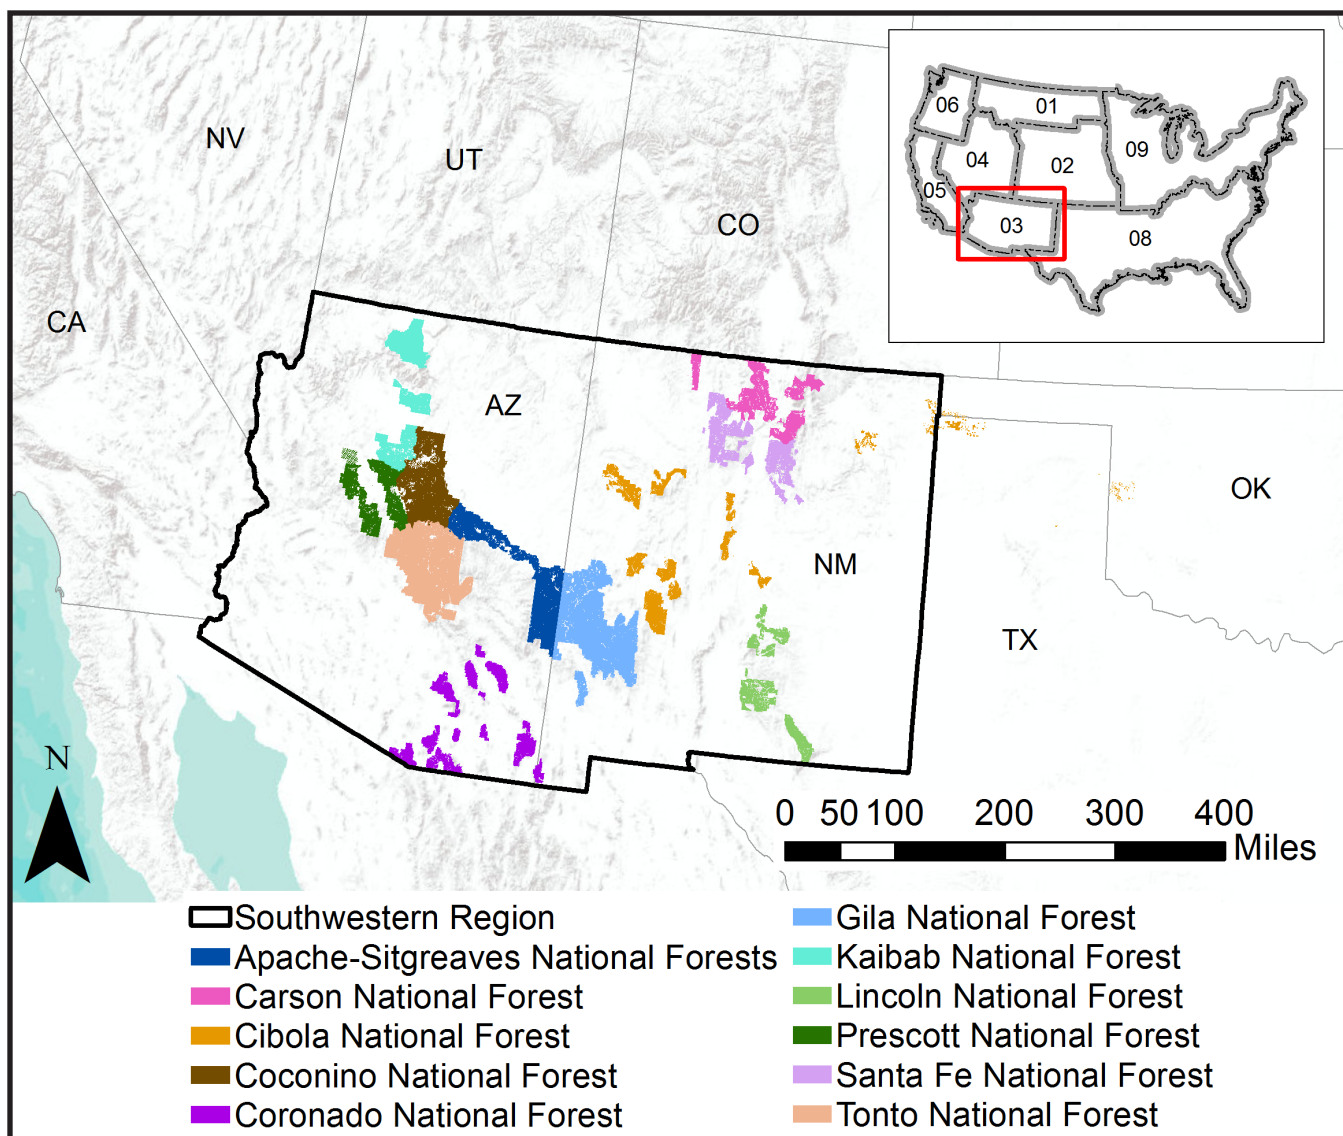 NV
UT
CO
CA
AZ
NM
OK
TX
06
01
09
04
02
05
03
08
N
0 50 100 200 300 400
Miles
Southwestern Region
Apache-Sitgreaves National Forests
Carson National Forest
Cibola National Forest
Coconino National Forest
Coronado National Forest
Gila National Forest
Kaibab National Forest
Lincoln National Forest
Prescott National Forest
Santa Fe National Forest
Tonto National Forest